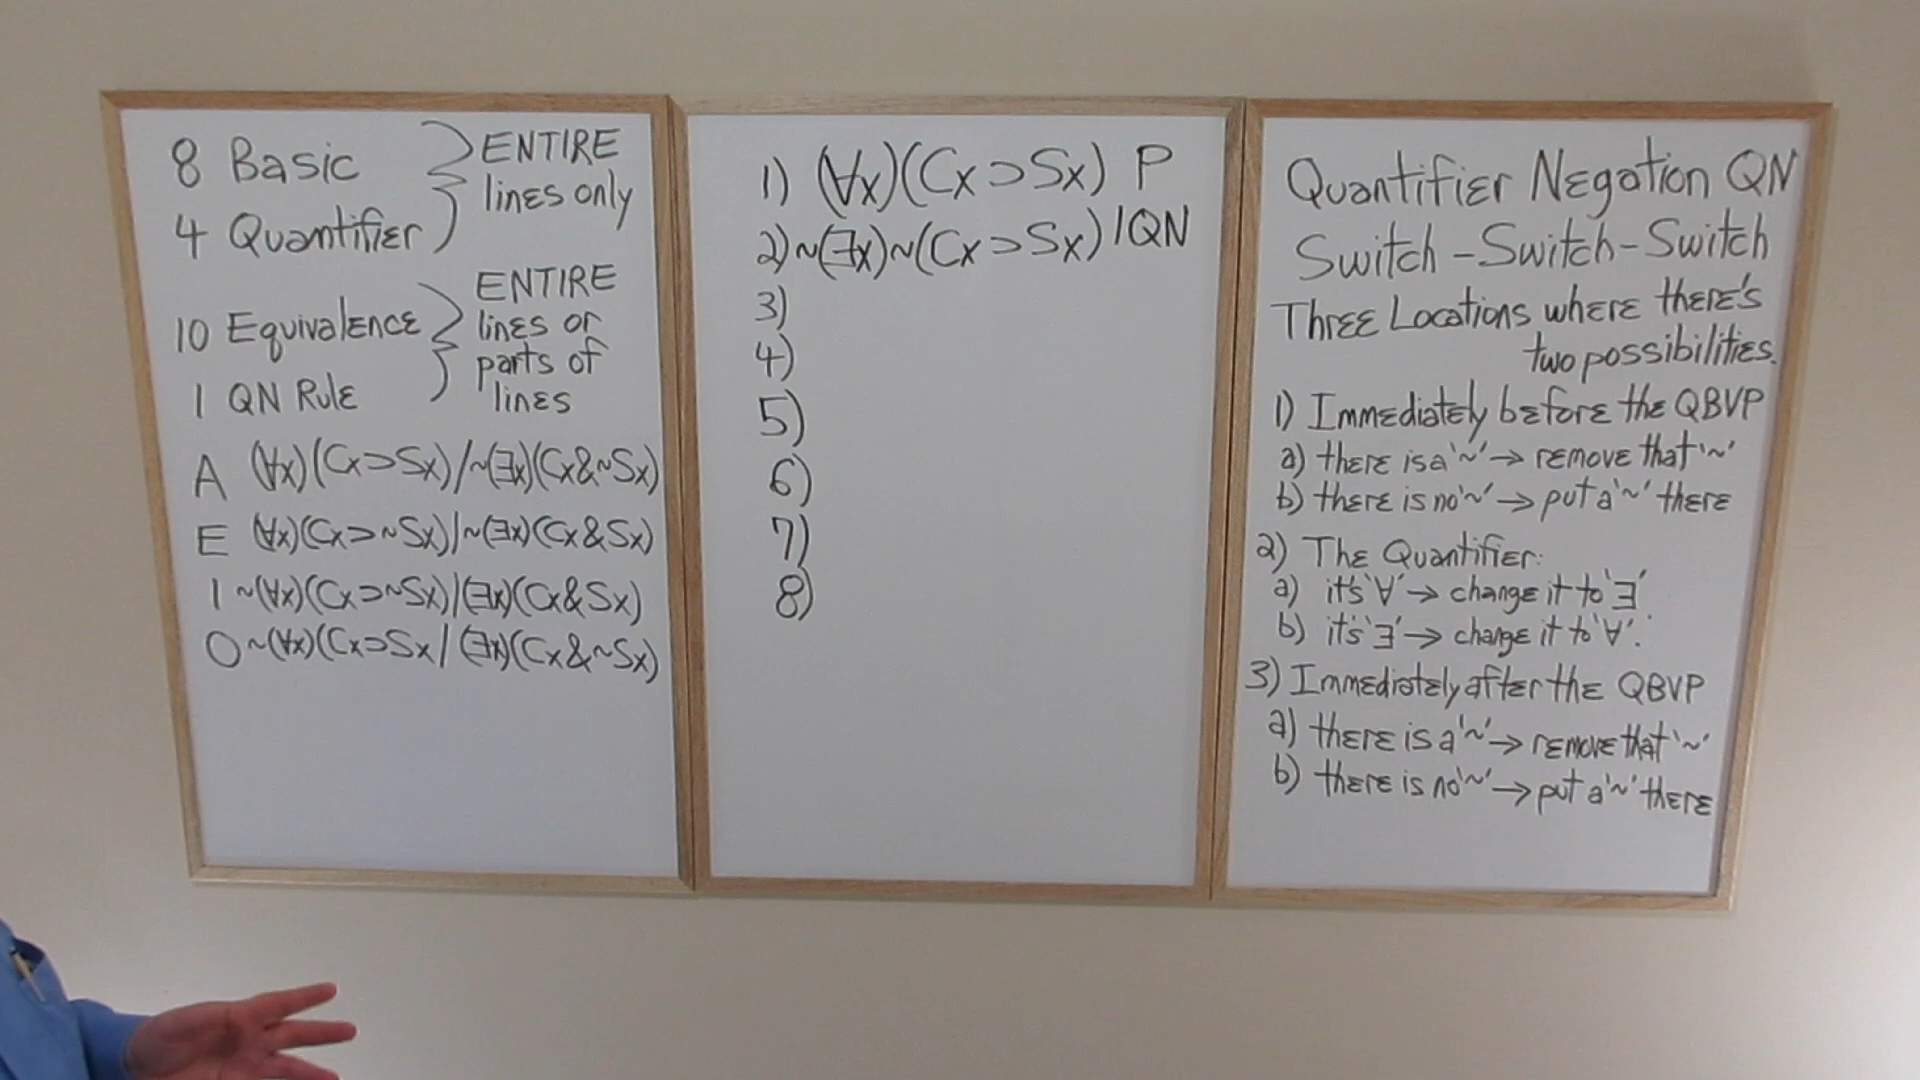 8 Basic
4 Quantifier
ENTIRE
lines only
10 Equivalence
1 QN Rule
ENTIRE
lines or
parts of
lines
A (∀x)(Cx⊃Sx)/~(∃x)(Cx&~Sx)
E (∀x)(Cx⊃~Sx)/~(∃x)(Cx&Sx)
I ~(∀x)(Cx⊃~Sx)/(∃x)(Cx&Sx)
O ~(∀x)(Cx⊃Sx/(∃x)(Cx&~Sx)
1) (∀x)(Cx⊃Sx) P
2) ~(∃x)~(Cx⊃Sx) 1QN
3)
4)
5)
6)
7)
8)
Quantifier Negation QN
Switch-Switch-Switch
Three Locations where there's
two possibilities.
1) Immediately before the QBVP
a) there is a '~' → remove that '~'
b) there is no '~' → put a '~' there
2) The Quantifier:
a) it's '∀' → change it to '∃'
b) it's '∃' → change it to '∀'.
3) Immediately after the QBVP
a) there is a '~' → remove that '~'
b) there is no '~' → put a '~' there